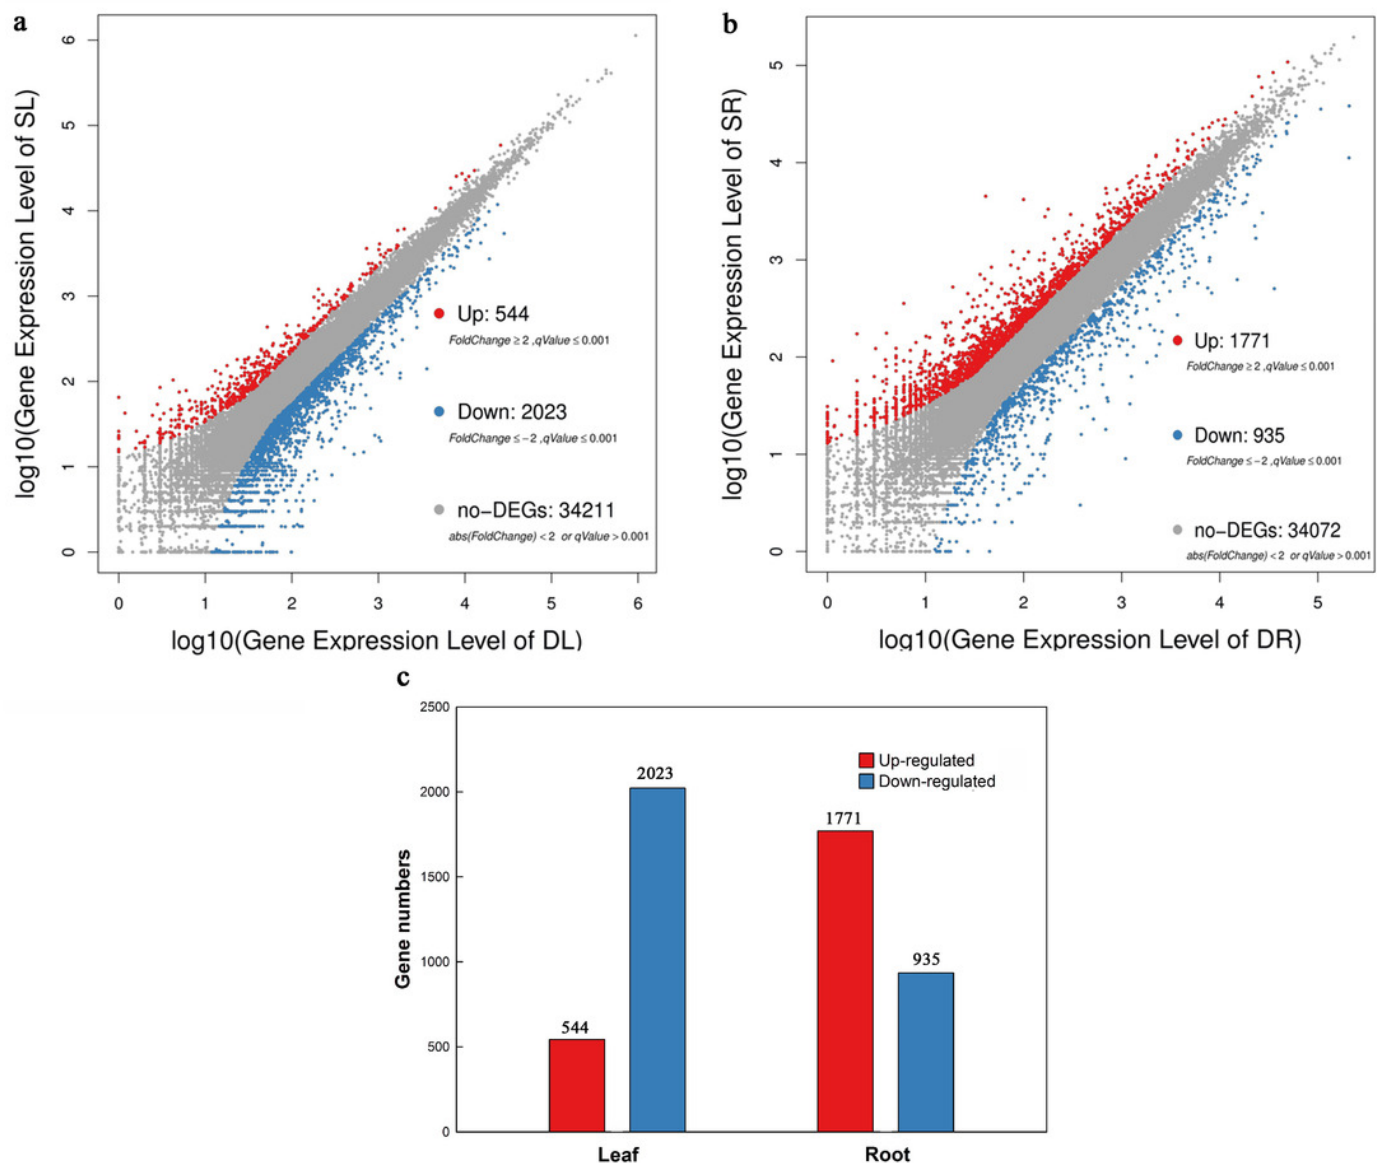 a
log10(Gene Expression Level of SL)
6
5
4
3
2
1
0
Up: 544
FoldChange ≥ 2 ,qValue ≤ 0.001
Down: 2023
FoldChange ≤ −2 ,qValue ≤ 0.001
no−DEGs: 34211
abs(FoldChange) < 2 or qValue > 0.001
0 1 2 3 4 5 6
log10(Gene Expression Level of DL)
b
log10(Gene Expression Level of SR)
5
4
3
2
1
0
Up: 1771
FoldChange ≥ 2 ,qValue ≤ 0.001
Down: 935
FoldChange ≤ −2 ,qValue ≤ 0.001
no−DEGs: 34072
abs(FoldChange) < 2 or qValue > 0.001
0 1 2 3 4 5
log10(Gene Expression Level of DR)
c
Gene numbers
2500
2000
1500
1000
500
0
Up-regulated
Down-regulated
544
2023
1771
935
Leaf Root